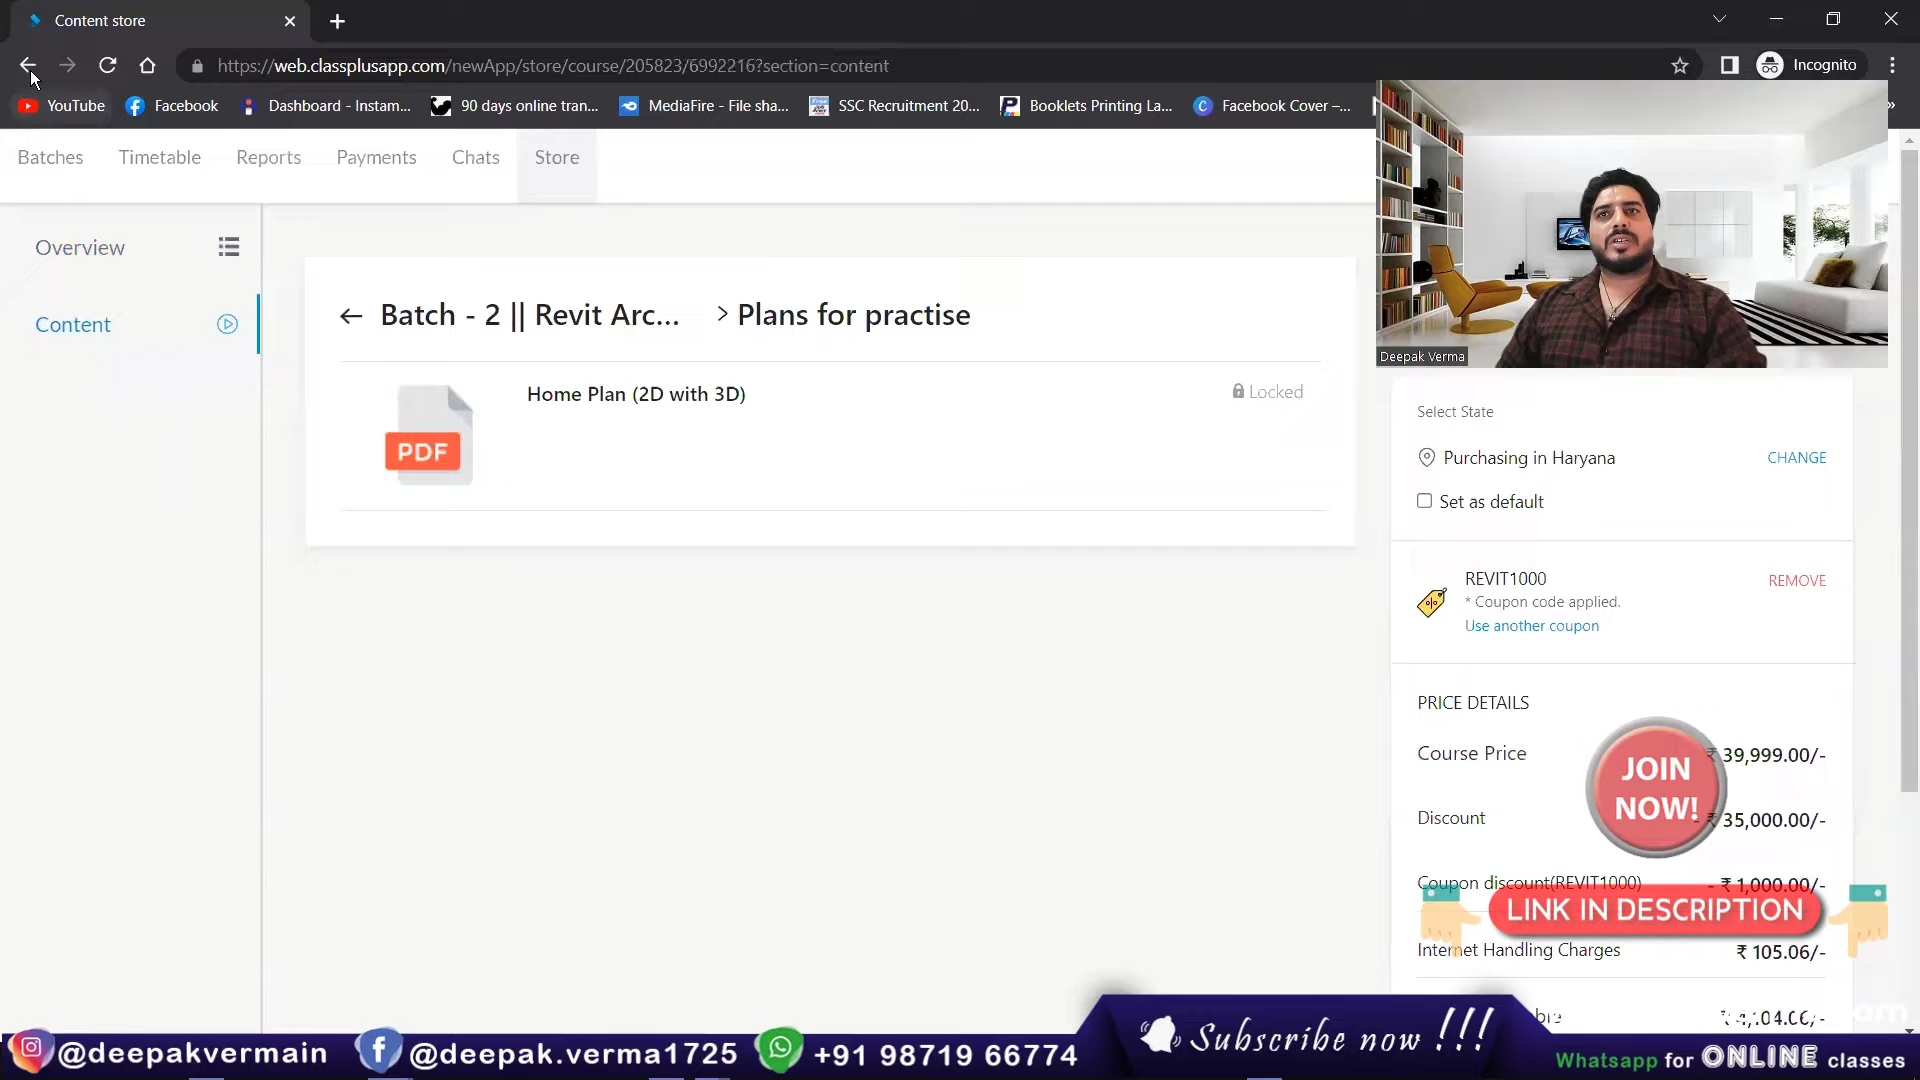 Content store
https://web.classplusapp.com/newApp/store/course/205823/6992216?section=content
Incognito
YouTube
Facebook
Dashboard - Instam...
90 days online tran...
MediaFire - File sha...
SSC Recruitment 20...
Booklets Printing La...
Facebook Cover –...
Batches
Timetable
Reports
Payments
Chats
Store
Overview
Content
Batch - 2 || Revit Arc...
> Plans for practise
PDF
Home Plan (2D with 3D)
Locked
Deepak Verma
Select State
Purchasing in Haryana
CHANGE
Set as default
REVIT1000
REMOVE
* Coupon code applied.
Use another coupon
PRICE DETAILS
Course Price
₹ 39,999.00/-
JOIN
NOW!
Discount
- ₹ 35,000.00/-
Coupon discount(REVIT1000)
- ₹ 1,000.00/-
LINK IN DESCRIPTION
Internet Handling Charges
₹ 105.06/-
@deepakvermain
@deepak.verma1725
+91 98719 66774
Subscribe now !!!
Whatsapp for ONLINE classes